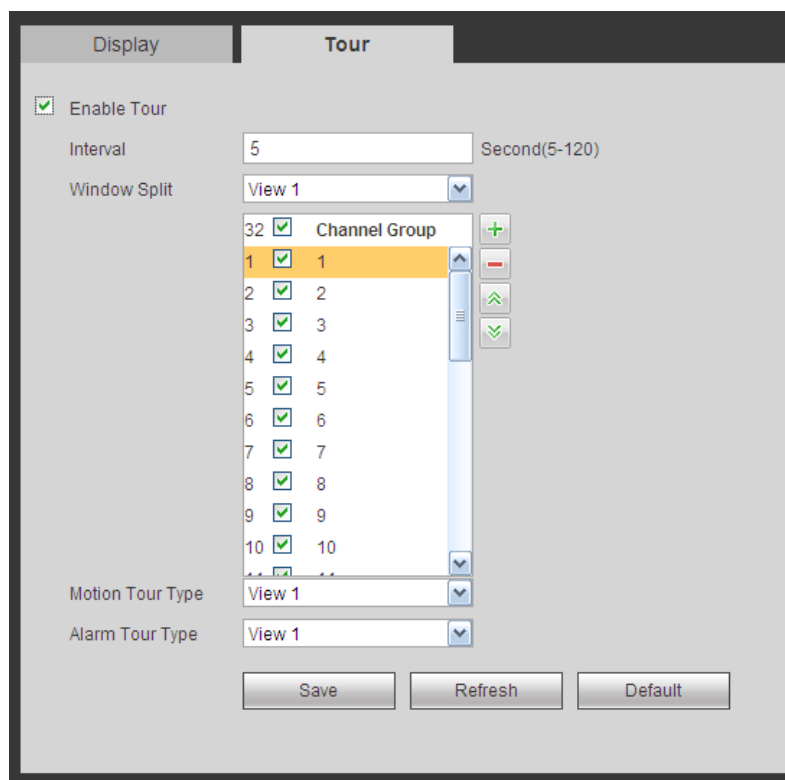 Display Tour
Enable Tour
Interval 5 Second(5-120)
Window Split View 1
32 Channel Group
1 1
2 2
3 3
4 4
5 5
6 6
7 7
8 8
9 9
10 10
Motion Tour Type View 1
Alarm Tour Type View 1
Save Refresh Default